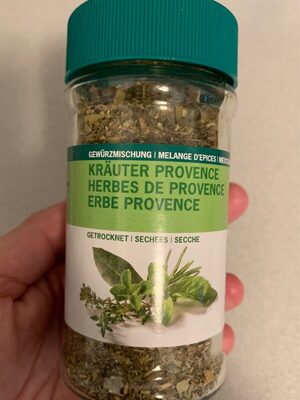 GEWÜRZMISCHUNG | MELANGE D'EPICES |
KRÄUTER PROVENCE
HERBES DE PROVENCE
ERBE PROVENCE
GETROCKNET | SECHEES | SECCHE